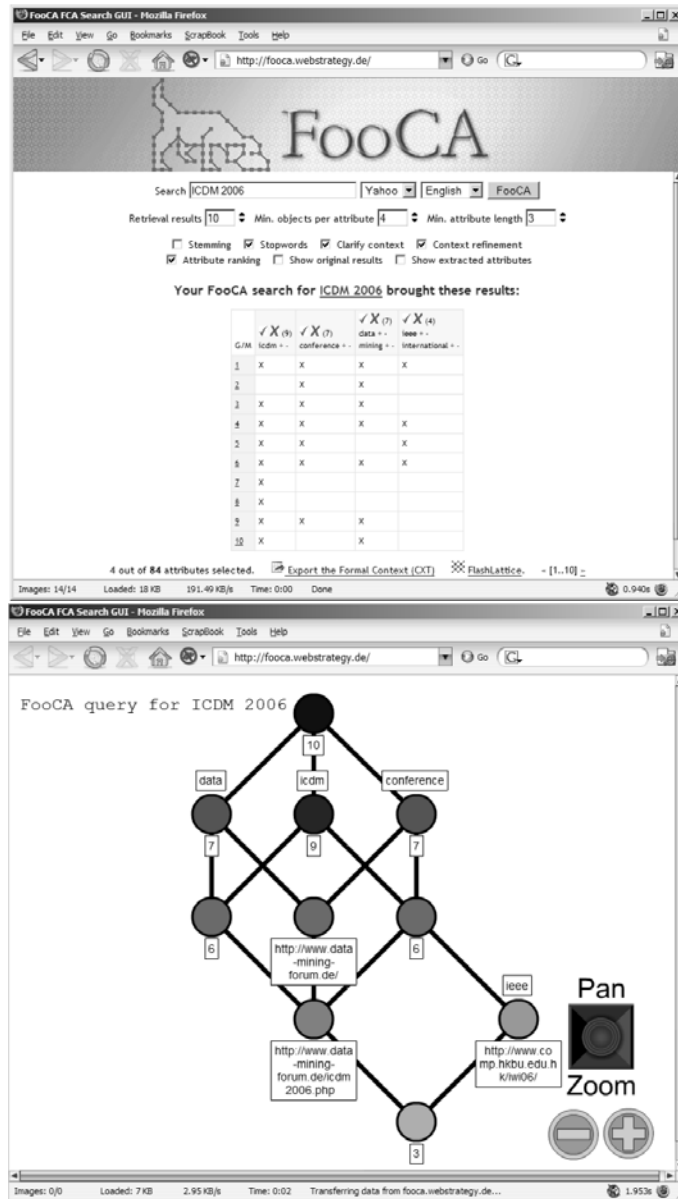 FooCA FCA Search GUI - Mozilla Firefox
File Edit View Go Bookmarks ScrapBook Tools Help
http://fooca.webstrategy.de/ Go
FooCA
Search ICDM 2006 Yahoo English FooCA
Retrieval results 10 Min. objects per attribute 4 Min. attribute length 3
Stemming Stopwords Clarify context Context refinement
Attribute ranking Show original results Show extracted attributes
Your FooCA search for ICDM 2006 brought these results:
✓ X (9) ✓ X (7) ✓ X (7) ✓ X (4)
data + - ieee + -
G/M icdm + - conference + - mining + - international + -
1 x x x x
2 x x
3 x x x
4 x x x x
5 x x x
6 x x x x
7 x
8 x
9 x x x
10 x x
4 out of 84 attributes selected. Export the Formal Context (CXT) FlashLattice. - [1..10] -
Images: 14/14 Loaded: 18 KB 191.49 KB/s Time: 0:00 Done 0.940s
FooCA FCA Search GUI - Mozilla Firefox
File Edit View Go Bookmarks ScrapBook Tools Help
http://fooca.webstrategy.de/ Go
FooCA query for ICDM 2006
10
data icdm conference
7 9 7
6 http://www.data 6
-mining-
forum.de/
ieee
http://www.data
-mining-
forum.de/icdm
2006.php
http://www.co
mp.hkbu.edu.h
k/iwi06/
Pan
Zoom
3
Images: 0/0 Loaded: 7 KB 2.95 KB/s Time: 0:02 Transferring data from fooca.webstrategy.de... 1.953s